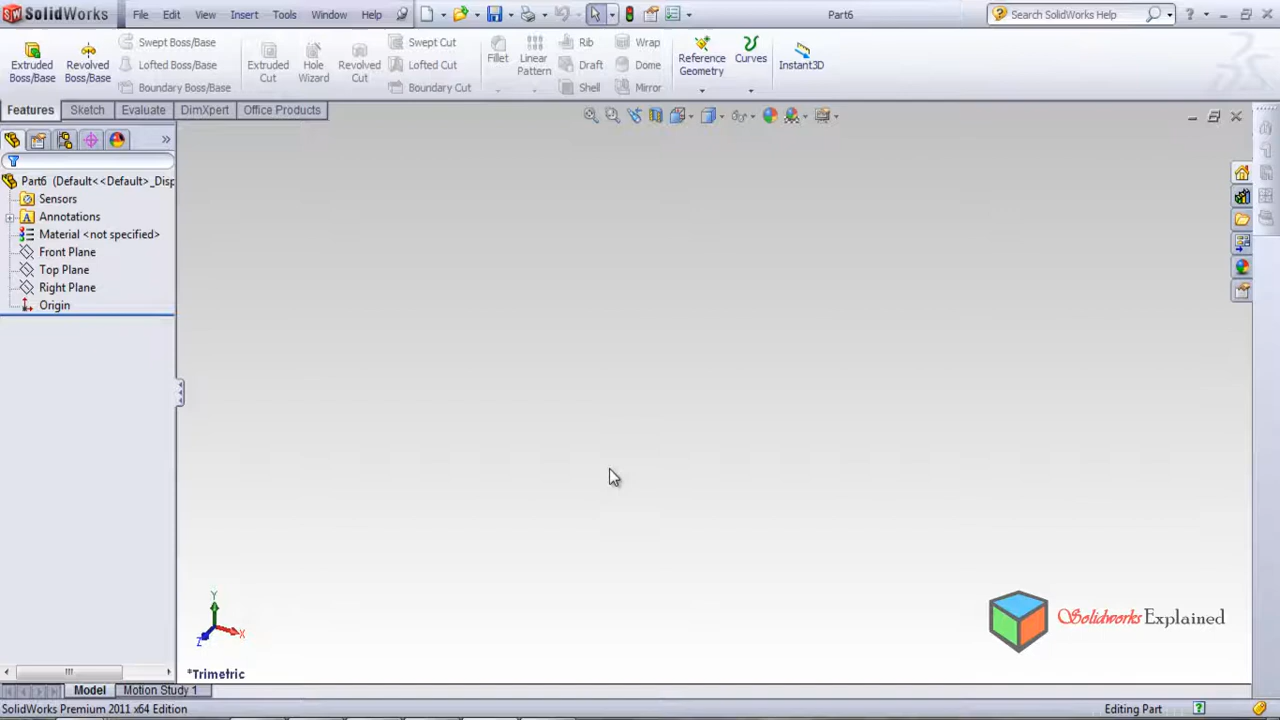 SolidWorks File Edit View Insert Tools Window Help Part6 Search SolidWorks Help
Extruded Boss/Base
Revolved Boss/Base
Swept Boss/Base
Lofted Boss/Base
Boundary Boss/Base
Extruded Cut
Hole Wizard
Revolved Cut
Swept Cut
Lofted Cut
Boundary Cut
Fillet
Linear Pattern
Rib
Draft
Shell
Wrap
Dome
Mirror
Reference Geometry
Curves
Instant3D
Features Sketch Evaluate DimXpert Office Products
Part6 (Default<<Default>_Disp
Sensors
Annotations
Material <not specified>
Front Plane
Top Plane
Right Plane
Origin
Y
X
Z
Solidworks Explained
*Trimetric
Model Motion Study 1
SolidWorks Premium 2011 x64 Edition Editing Part